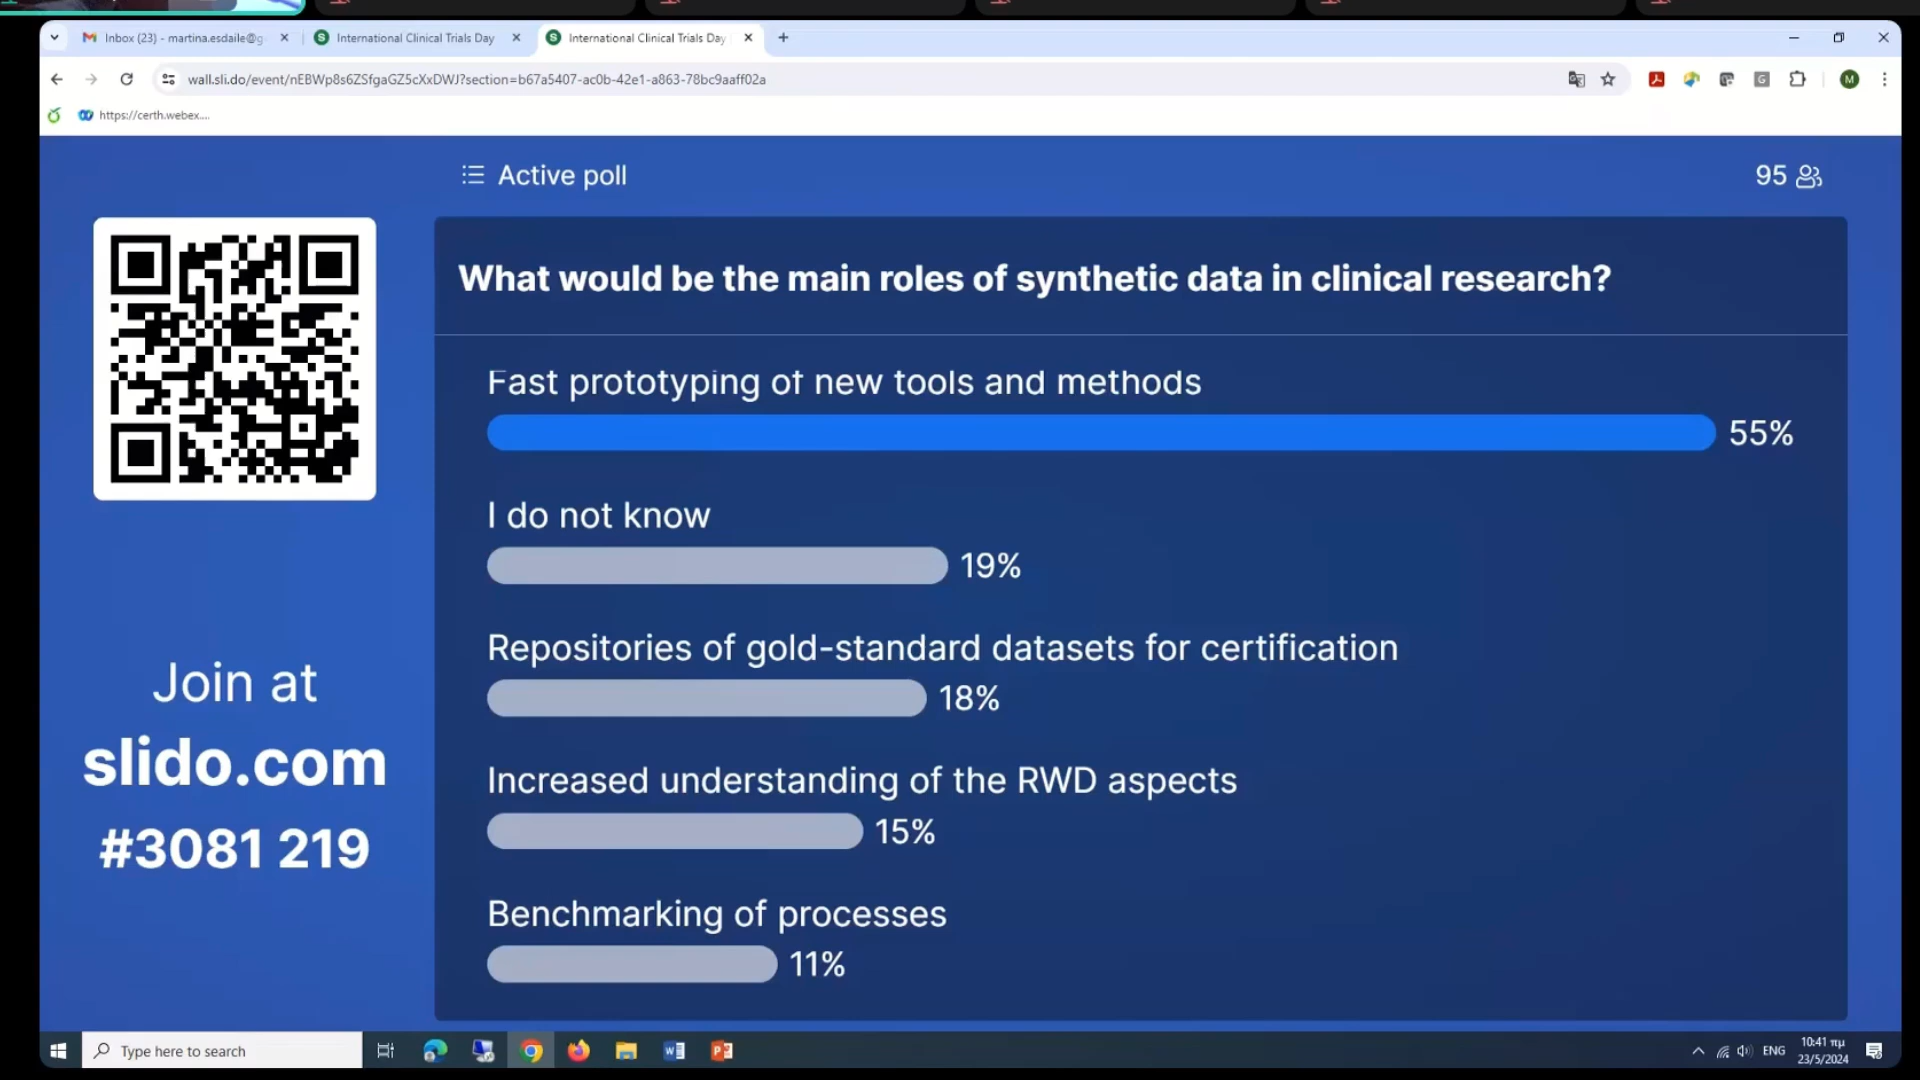 Inbox (23) - martina.esdaile@g
International Clinical Trials Day
International Clinical Trials Day
wall.sli.do/event/nEBWp8s6ZSfgaGZ5cXxDWJ?section=b67a5407-ac0b-42e1-a863-78bc9aaff02a
M
https://certh.webex....
Active poll
95
What would be the main roles of synthetic data in clinical research?
Fast prototyping of new tools and methods
55%
I do not know
19%
Repositories of gold-standard datasets for certification
18%
Increased understanding of the RWD aspects
15%
Benchmarking of processes
11%
Join at
slido.com
#3081 219
Type here to search
ENG
10:41 πμ
23/5/2024